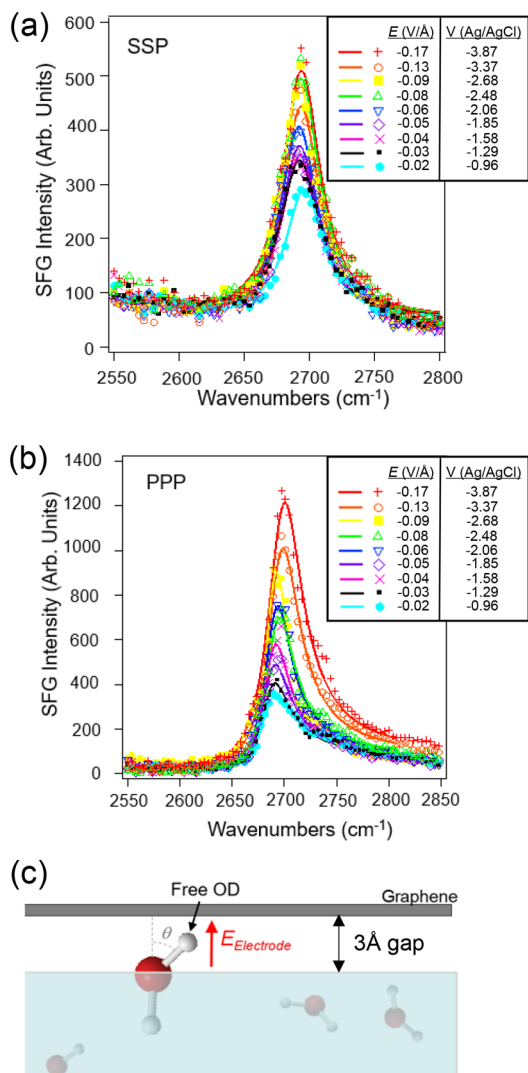 (a)
SSP
SFG Intensity (Arb. Units)
600
500
400
300
200
100
0
2550 2600 2650 2700 2750 2800
Wavenumbers (cm⁻¹)
E (V/Å) V (Ag/AgCl)
-0.17 -3.87
-0.13 -3.37
-0.09 -2.68
-0.08 -2.48
-0.06 -2.06
-0.05 -1.85
-0.04 -1.58
-0.03 -1.29
-0.02 -0.96
(b)
PPP
SFG Intensity (Arb. Units)
1400
1200
1000
800
600
400
200
0
2550 2600 2650 2700 2750 2800 2850
Wavenumbers (cm⁻¹)
E (V/Å) V (Ag/AgCl)
-0.17 -3.87
-0.13 -3.37
-0.09 -2.68
-0.08 -2.48
-0.06 -2.06
-0.05 -1.85
-0.04 -1.58
-0.03 -1.29
-0.02 -0.96
(c)
Free OD
Graphene
θ
E_Electrode
3Å gap